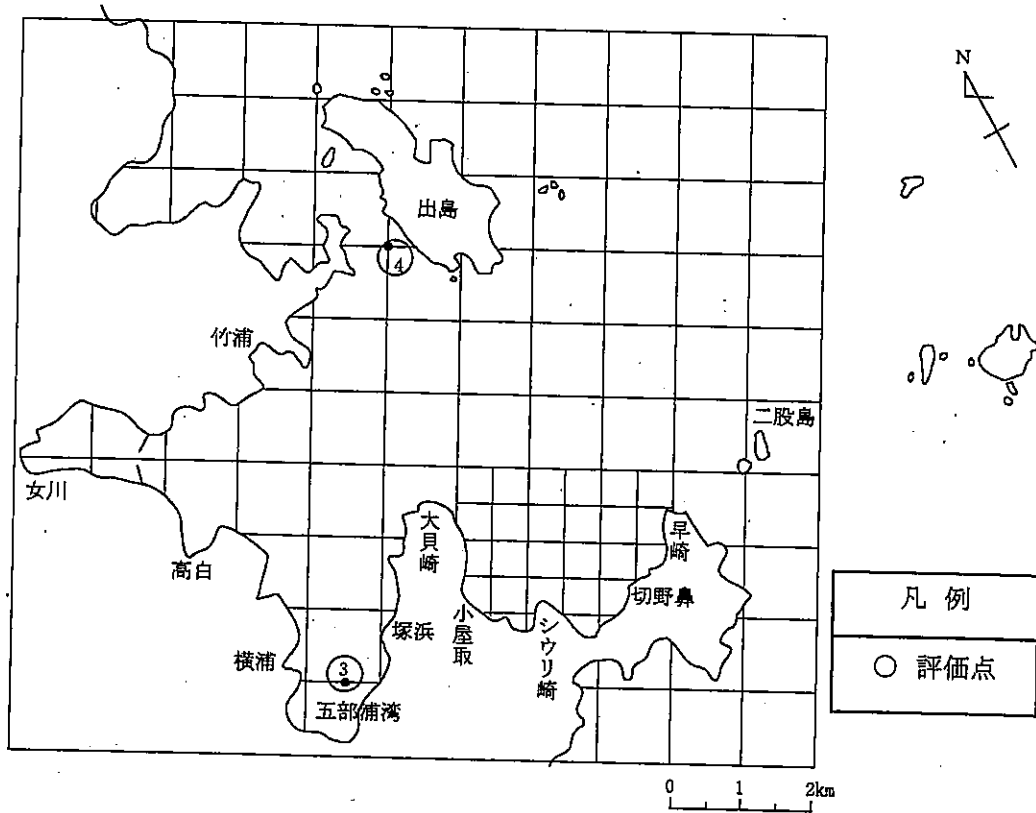 N
出島
4
竹浦
二股島
女川
大貝崎
早崎
高白
切野鼻
小屋取
シウリ崎
塚浜
横浦
3
五部浦湾
凡例
○ 評価点
0 1 2km